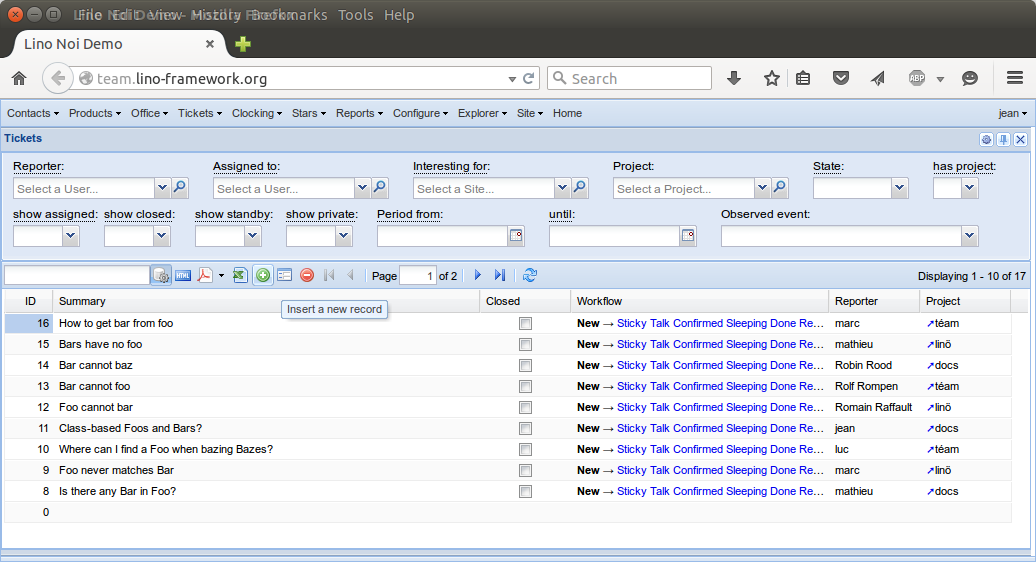 File Edit View History Bookmarks Tools Help
Lino Noi Demo
team.lino-framework.org
Search
ABP
Contacts Products Office Tickets Clocking Stars Reports Configure Explorer Site Home jean
Tickets
Reporter: Assigned to: Interesting for: Project: State: has project:
Select a User... Select a User... Select a Site... Select a Project...
show assigned: show closed: show standby: show private: Period from: until: Observed event:
HTML Page 1 of 2 Displaying 1 - 10 of 17
ID Summary Closed Workflow Reporter Project
Insert a new record
16 How to get bar from foo New → Sticky Talk Confirmed Sleeping Done Re... marc ↗téam
15 Bars have no foo New → Sticky Talk Confirmed Sleeping Done Re... mathieu ↗linö
14 Bar cannot baz New → Sticky Talk Confirmed Sleeping Done Re... Robin Rood ↗docs
13 Bar cannot foo New → Sticky Talk Confirmed Sleeping Done Re... Rolf Rompen ↗téam
12 Foo cannot bar New → Sticky Talk Confirmed Sleeping Done Re... Romain Raffault ↗linö
11 Class-based Foos and Bars? New → Sticky Talk Confirmed Sleeping Done Re... jean ↗docs
10 Where can I find a Foo when bazing Bazes? New → Sticky Talk Confirmed Sleeping Done Re... luc ↗téam
9 Foo never matches Bar New → Sticky Talk Confirmed Sleeping Done Re... marc ↗linö
8 Is there any Bar in Foo? New → Sticky Talk Confirmed Sleeping Done Re... mathieu ↗docs
0